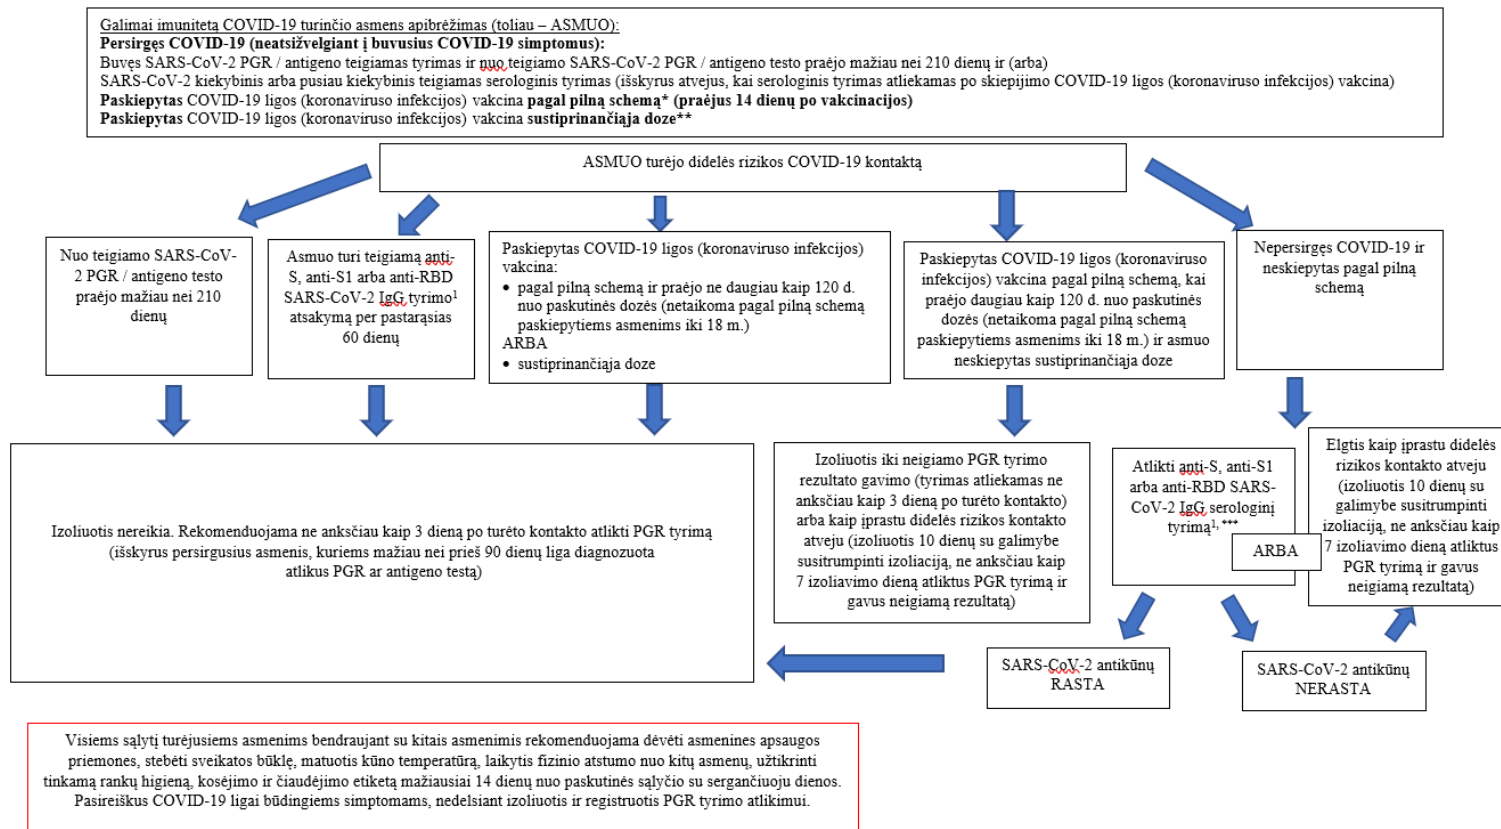 Galimai imunitetą COVID-19 turinčio asmens apibrėžimas (toliau – ASMUO):
Persirgęs COVID-19 (neatsižvelgiant į buvusius COVID-19 simptomus):
Buvęs SARS-CoV-2 PGR / antigeno teigiamas tyrimas ir nuo teigiamo SARS-CoV-2 PGR / antigeno testo praėjo mažiau nei 210 dienų ir (arba)
SARS-CoV-2 kiekybinis arba pusiau kiekybinis teigiamas serologinis tyrimas (išskyrus atvejus, kai serologinis tyrimas atliekamas po skiepijimo COVID-19 ligos (koronaviruso infekcijos) vakcina)
Paskiepytas COVID-19 ligos (koronaviruso infekcijos) vakcina pagal pilną schemą* (praėjus 14 dienų po vakcinacijos)
Paskiepytas COVID-19 ligos (koronaviruso infekcijos) vakcina sustiprinančiąja doze**
ASMUO turėjo didelės rizikos COVID-19 kontaktą
Nuo teigiamo SARS-CoV-
2 PGR / antigeno testo
praėjo mažiau nei 210
dienų
Asmuo turi teigiamą anti-
S, anti-S1 arba anti-RBD
SARS-CoV-2 IgG tyrimo¹
atsakymą per pastarąsias
60 dienų
Paskiepytas COVID-19 ligos (koronaviruso infekcijos)
vakcina:
• pagal pilną schemą ir praėjo ne daugiau kaip 120 d.
nuo paskutinės dozės (netaikoma pagal pilną schemą
paskiepytiems asmenims iki 18 m.)
ARBA
• sustiprinančiąja doze
Paskiepytas COVID-19 ligos (koronaviruso
infekcijos) vakcina pagal pilną schemą, kai
praėjo daugiau kaip 120 d. nuo paskutinės
dozės (netaikoma pagal pilną schemą
paskiepytiems asmenims iki 18 m.) ir asmuo
neskiepytas sustiprinančiąja doze
Nepersirgęs COVID-19 ir
neskiepytas pagal pilną
schemą
Izoliuotis nereikia. Rekomenduojama ne anksčiau kaip 3 dieną po turėto kontakto atlikti PGR tyrimą
(išskyrus persirgusius asmenis, kuriems mažiau nei prieš 90 dienų liga diagnozuota
atlikus PGR ar antigeno testą)
Izoliuotis iki neigiamo PGR tyrimo
rezultato gavimo (tyrimas atliekamas ne
anksčiau kaip 3 dieną po turėto kontakto)
arba kaip įprastu didelės rizikos kontakto
atveju (izoliuotis 10 dienų su galimybe
susitrumpinti izoliaciją, ne anksčiau kaip
7 izoliavimo dieną atliktus PGR tyrimą ir
gavus neigiamą rezultatą)
Atlikti anti-S, anti-S1
arba anti-RBD SARS-
CoV-2 IgG serologinį
tyrimą¹, ***
ARBA
Elgtis kaip įprastu didelės
rizikos kontakto atveju
(izoliuotis 10 dienų su
galimybe susitrumpinti
izoliaciją, ne anksčiau kaip
7 izoliavimo dieną atliktus
PGR tyrimą ir gavus
neigiamą rezultatą)
SARS-CoV-2 antikūnų
RASTA
SARS-CoV-2 antikūnų
NERASTA
Visiems sąlytį turėjusiems asmenims bendraujant su kitais asmenimis rekomenduojama dėvėti asmenines apsaugos
priemones, stebėti sveikatos būklę, matuotis kūno temperatūrą, laikytis fizinio atstumo nuo kitų asmenų, užtikrinti
tinkamą rankų higieną, kosėjimo ir čiaudėjimo etiketą mažiausiai 14 dienų nuo paskutinės sąlyčio su sergančiuoju dienos.
Pasireiškus COVID-19 ligai būdingiems simptomams, nedelsiant izoliuotis ir registruotis PGR tyrimo atlikimui.